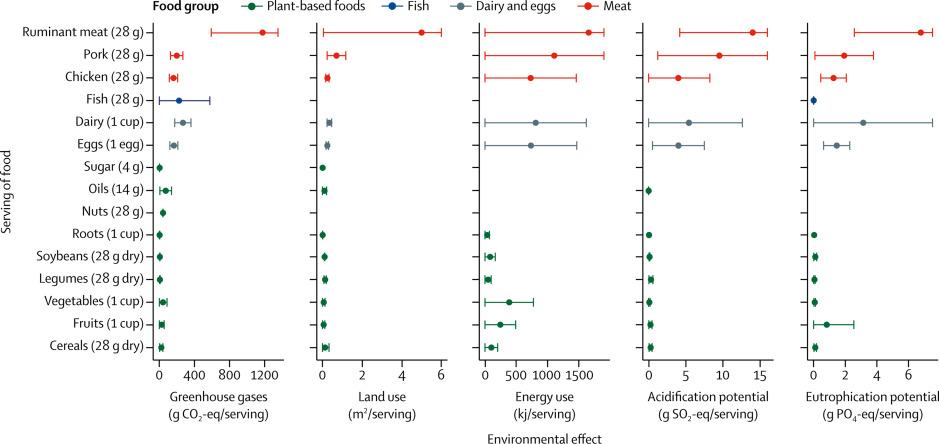 Food group Plant-based foods Fish Dairy and eggs Meat
Serving of food
Ruminant meat (28 g)
Pork (28 g)
Chicken (28 g)
Fish (28 g)
Dairy (1 cup)
Eggs (1 egg)
Sugar (4 g)
Oils (14 g)
Nuts (28 g)
Roots (1 cup)
Soybeans (28 g dry)
Legumes (28 g dry)
Vegetables (1 cup)
Fruits (1 cup)
Cereals (28 g dry)
0 400 800 1200
Greenhouse gases
(g CO₂-eq/serving)
0 2 4 6
Land use
(m²/serving)
0 500 1000 1500
Energy use
(kj/serving)
0 5 10 15
Acidification potential
(g SO₂-eq/serving)
0 2 4 6
Eutrophication potential
(g PO₄-eq/serving)
Environmental effect